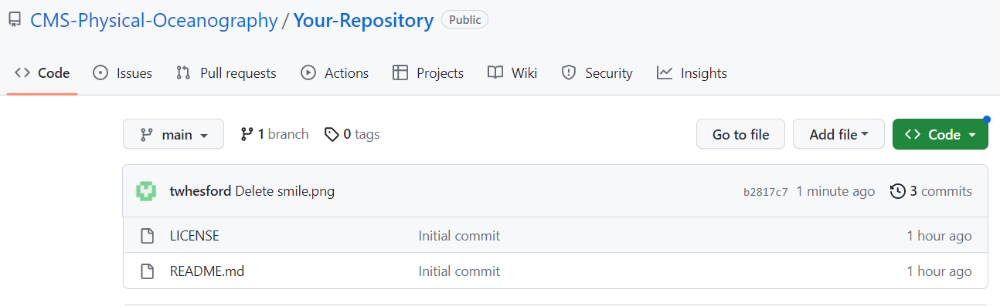 CMS-Physical-Oceanography / Your-Repository Public
Code Issues Pull requests Actions Projects Wiki Security Insights
main 1 branch 0 tags Go to file Add file Code
twhesford Delete smile.png b2817c7 1 minute ago 3 commits
LICENSE Initial commit 1 hour ago
README.md Initial commit 1 hour ago